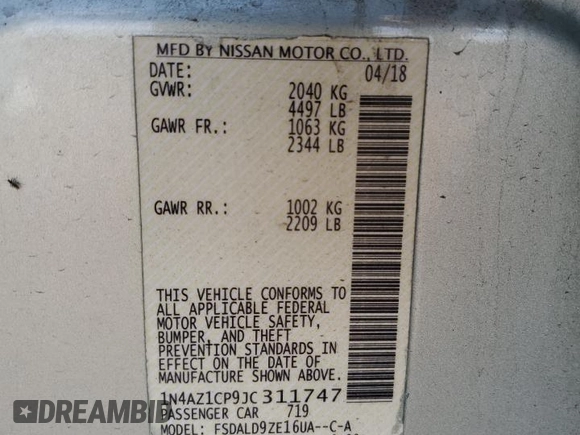 MFD BY NISSAN MOTOR CO., LTD.
DATE: 04/18
GVWR: 2040 KG
4497 LB
GAWR FR.: 1063 KG
2344 LB
GAWR RR.: 1002 KG
2209 LB
THIS VEHICLE CONFORMS TO
ALL APPLICABLE FEDERAL
MOTOR VEHICLE SAFETY,
BUMPER, AND THEFT
PREVENTION STANDARDS IN
EFFECT ON THE DATE OF
MANUFACTURE SHOWN ABOVE.
1N4AZ1CP9JC311747
PASSENGER CAR 719
MODEL: FSDALD9ZE16UA--C-A
DREAMBID